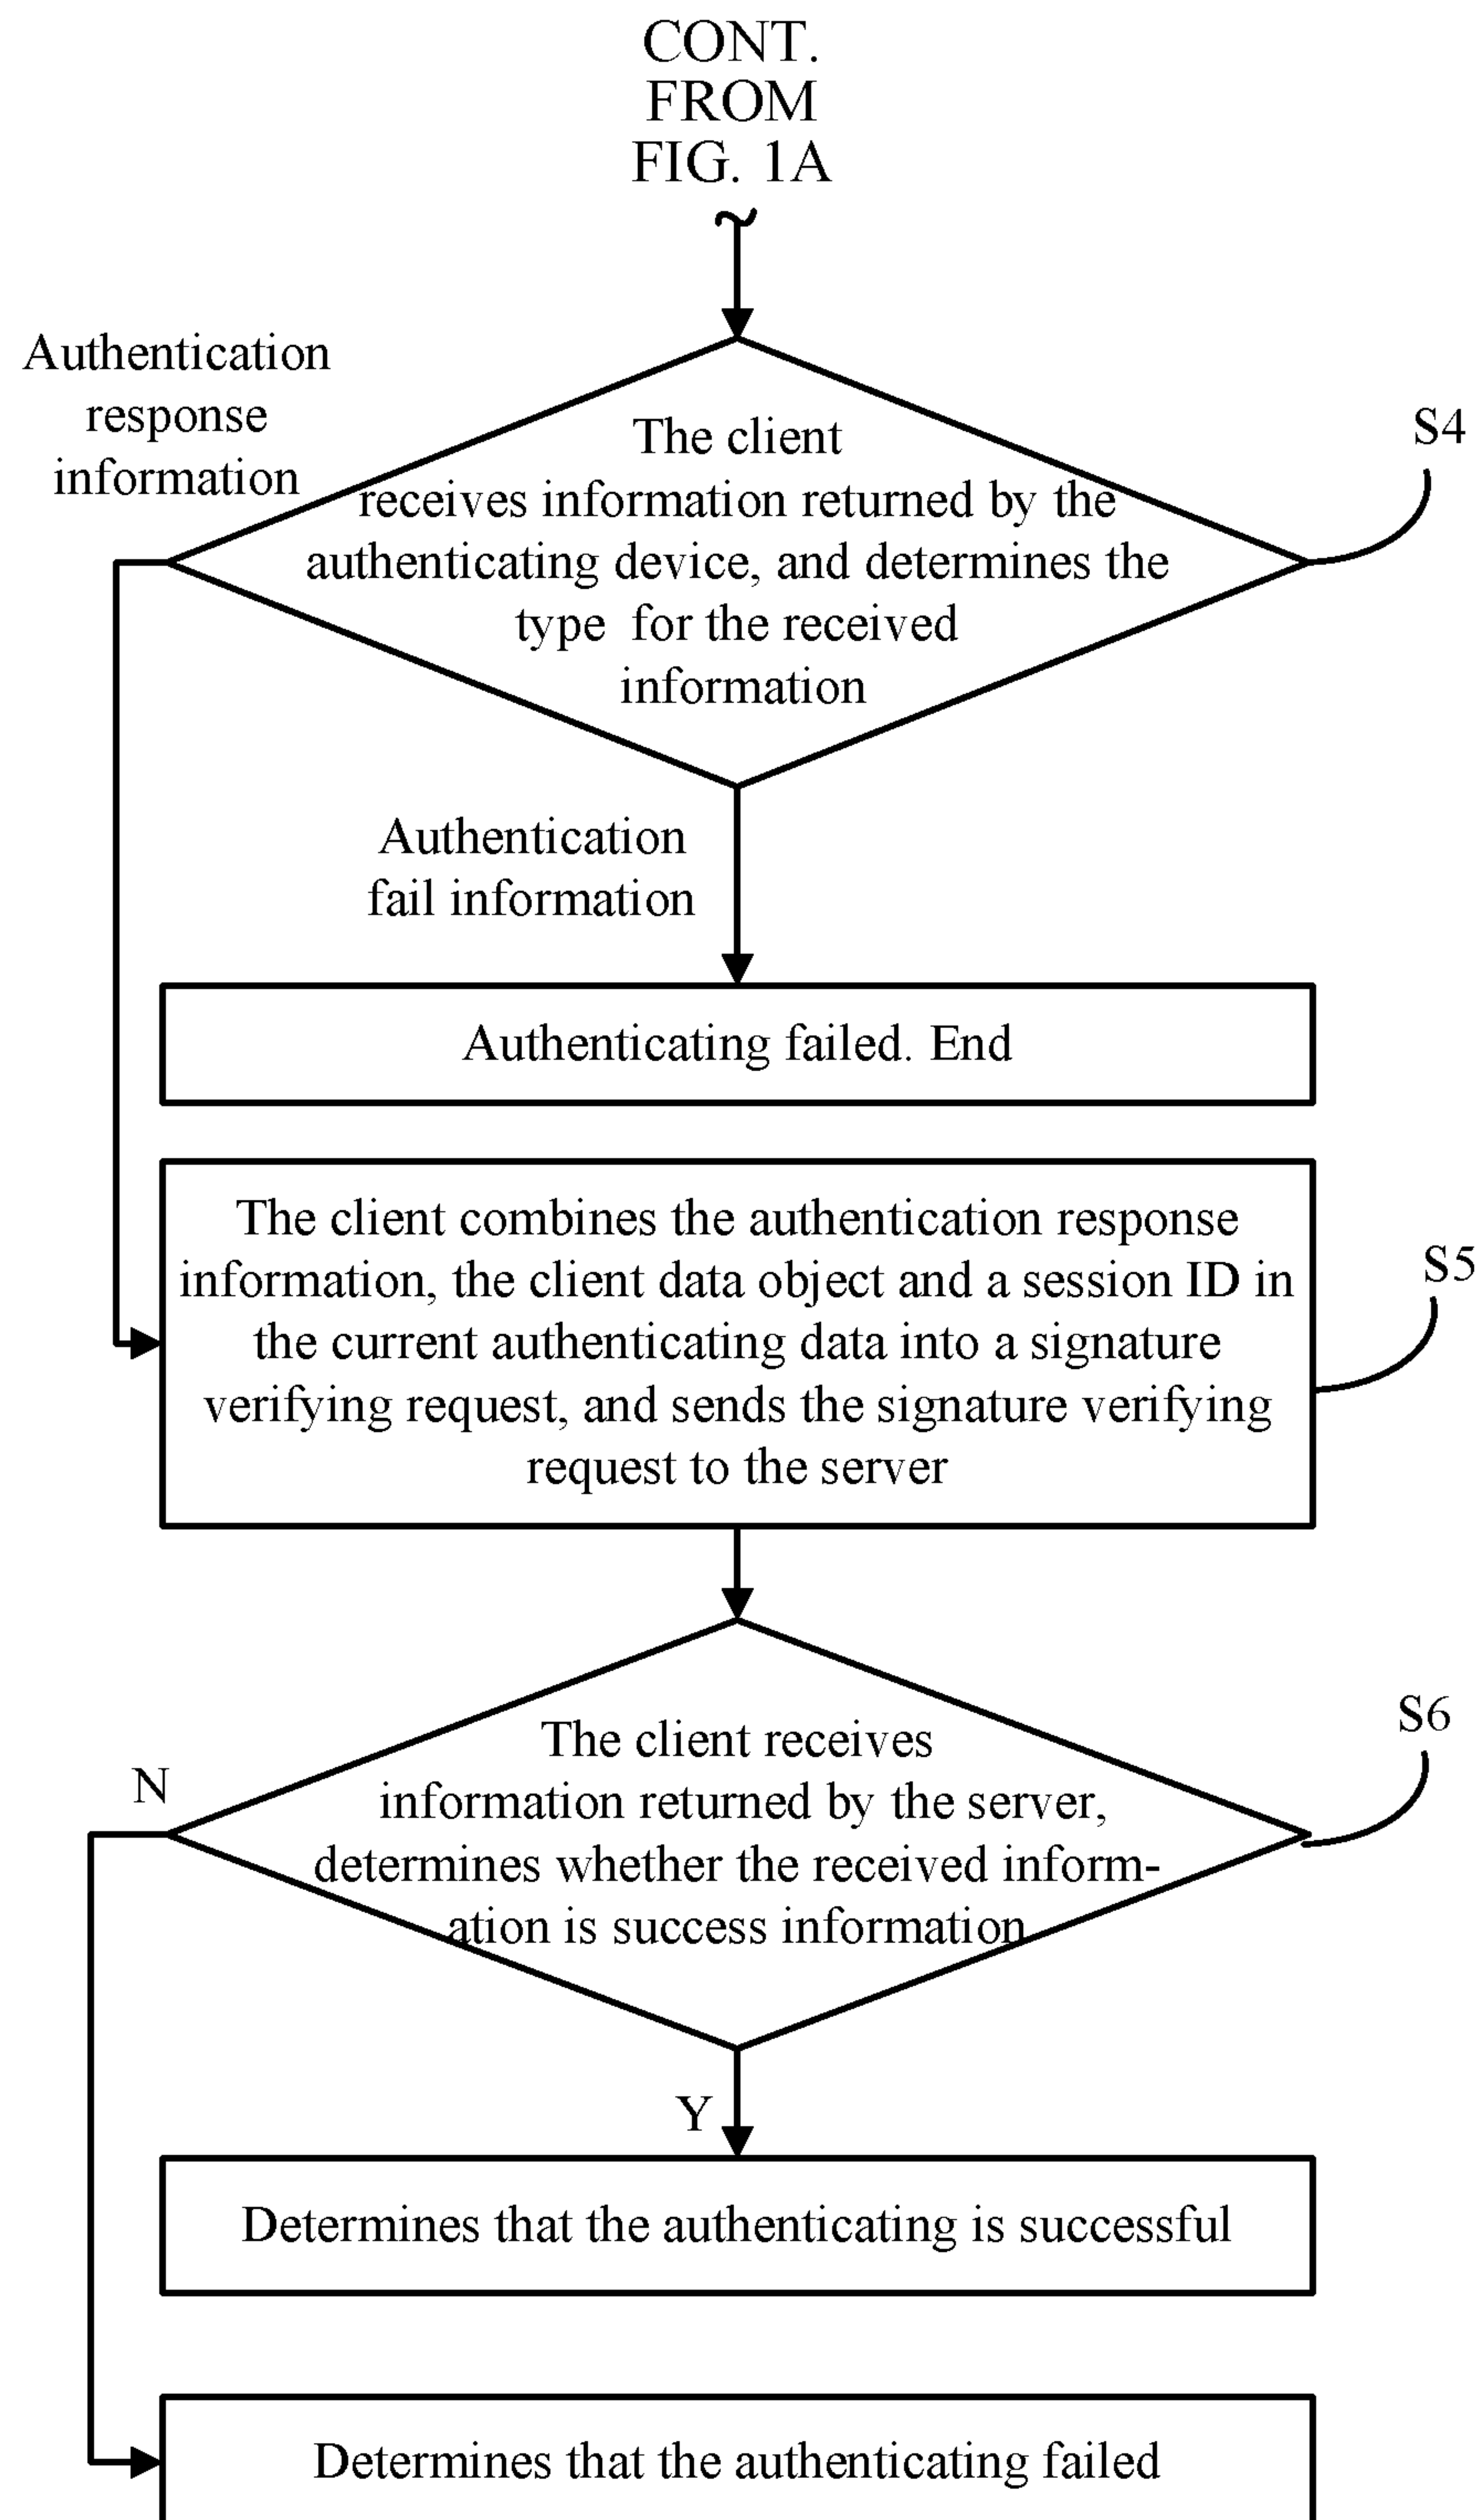 CONT.
FROM
FIG. 1A
Authentication
response
information
The client
receives information returned by the
authenticating device, and determines the
type for the received
information
S4
Authentication
fail information
Authenticating failed. End
The client combines the authentication response
information, the client data object and a session ID in
the current authenticating data into a signature
verifying request, and sends the signature verifying
request to the server
S5
The client receives
information returned by the server,
determines whether the received inform-
ation is success information
S6
N
Y
Determines that the authenticating is successful
Determines that the authenticating failed